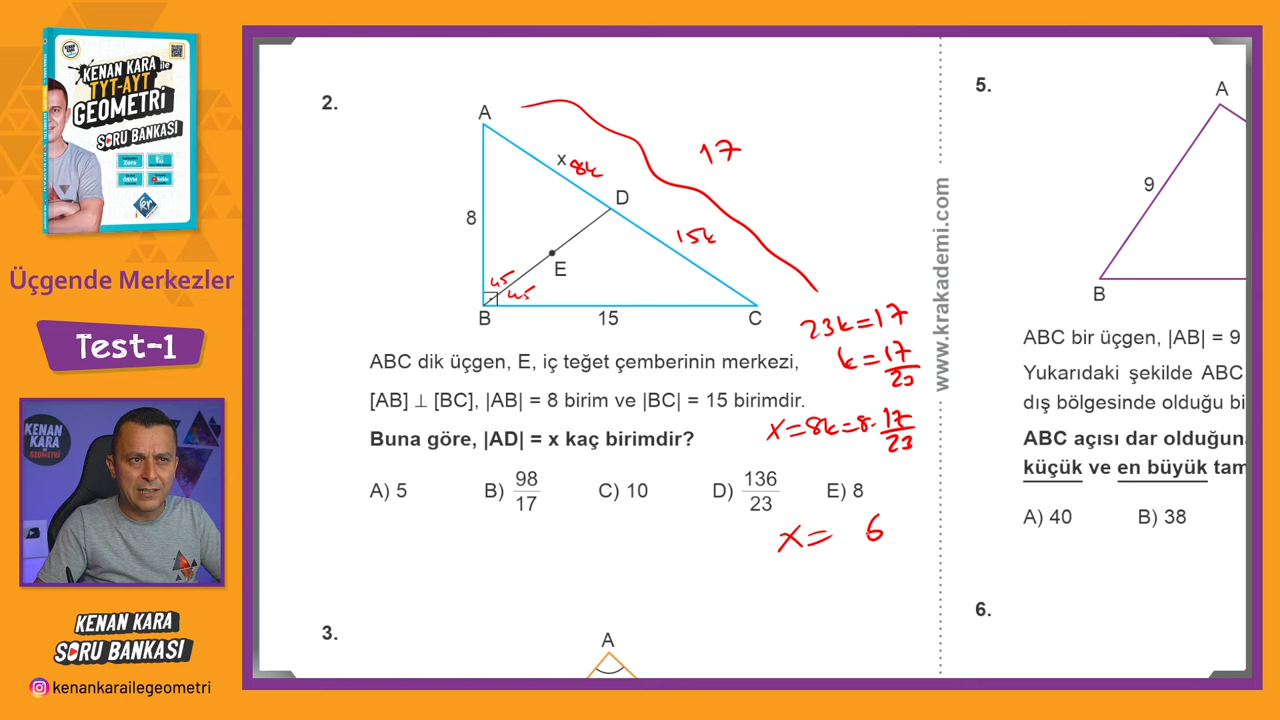 KENAN KARA ile
TYT-AYT
GEOMETRİ
SORU BANKASI
Üçgende Merkezler
Test-1
KENAN KARA
SORU BANKASI
kenankarailegeometri
2.
A
x 8k
17
D
8
15k
E
45
45
B
15
C
23k=17
k=17/23
x=8k=8·17/23
ABC dik üçgen, E, iç teğet çemberinin merkezi,
[AB] ⊥ [BC], |AB| = 8 birim ve |BC| = 15 birimdir.
Buna göre, |AD| = x kaç birimdir?
A) 5 B) 98/17 C) 10 D) 136/23 E) 8
x= 6
3.
A
www.krakademi.com
5.
A
9
B
ABC bir üçgen, |AB| = 9
Yukarıdaki şekilde ABC
dış bölgesinde olduğu bi
ABC açısı dar olduğun
küçük ve en büyük tam
A) 40 B) 38
6.